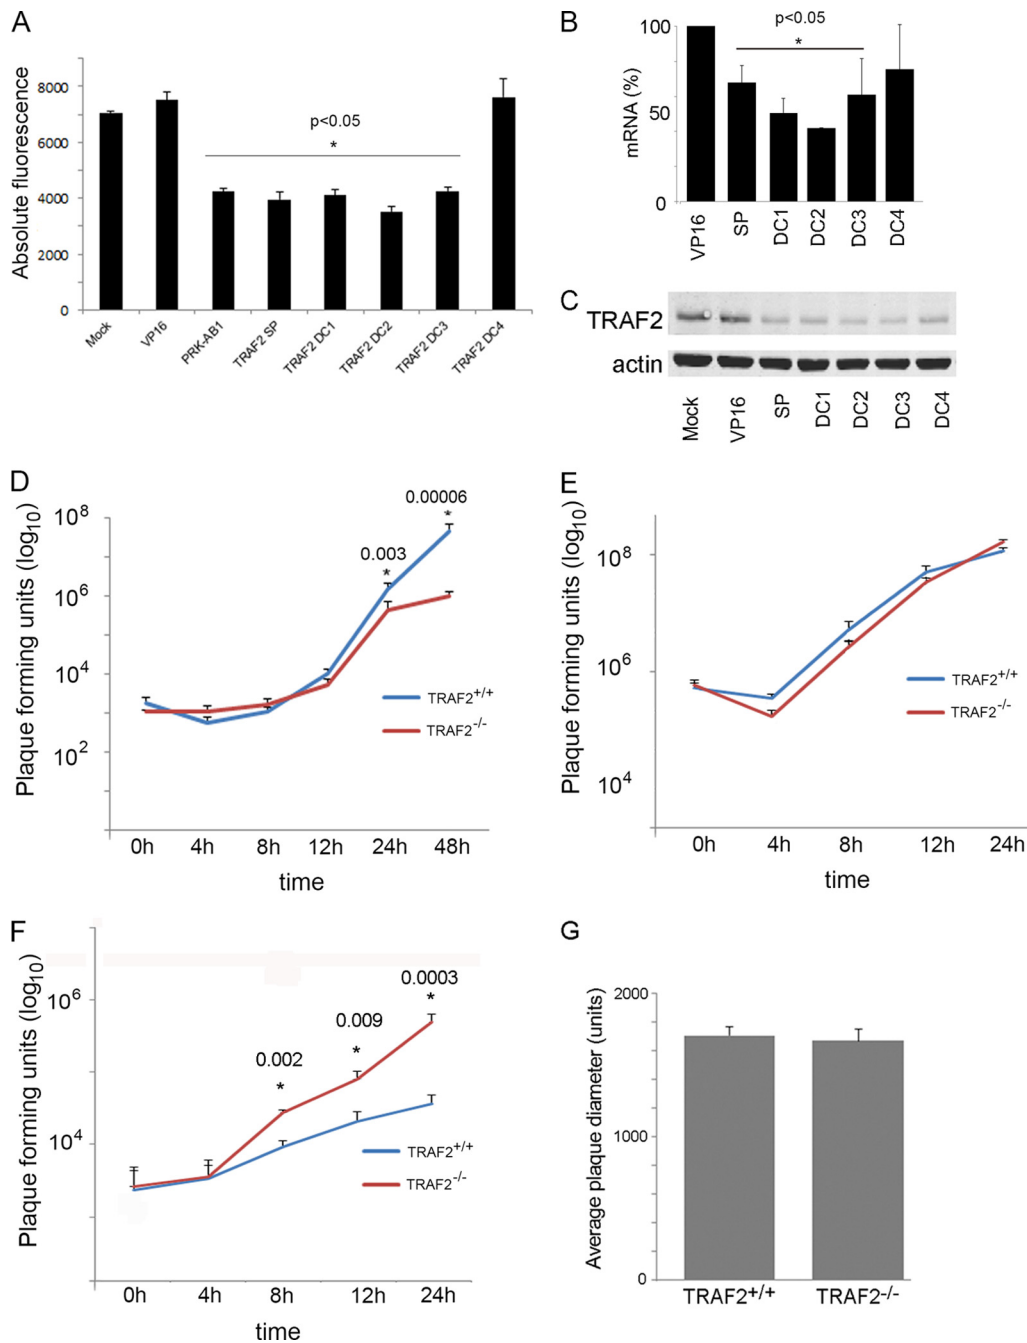 A
Absolute fluorescence
8000
6000
4000
2000
0
p<0.05
*
Mock
VP16
PRK-AB1
TRAF2 SP
TRAF2 DC1
TRAF2 DC2
TRAF2 DC3
TRAF2 DC4
B
mRNA (%)
100
50
0
p<0.05
*
VP16
SP
DC1
DC2
DC3
DC4
C
TRAF2
actin
Mock
VP16
SP
DC1
DC2
DC3
DC4
D
Plaque forming units (log10)
10^8
10^6
10^4
10^2
0.00006
*
0.003
*
TRAF2+/+
TRAF2-/-
0h 4h 8h 12h 24h 48h
time
E
Plaque forming units (log10)
10^8
10^6
10^4
TRAF2+/+
TRAF2-/-
0h 4h 8h 12h 24h
time
F
Plaque forming units (log10)
10^6
10^4
0.0003
*
0.009
*
0.002
*
TRAF2+/+
TRAF2-/-
0h 4h 8h 12h 24h
time
G
Average plaque diameter (units)
2000
1000
0
TRAF2+/+ TRAF2-/-